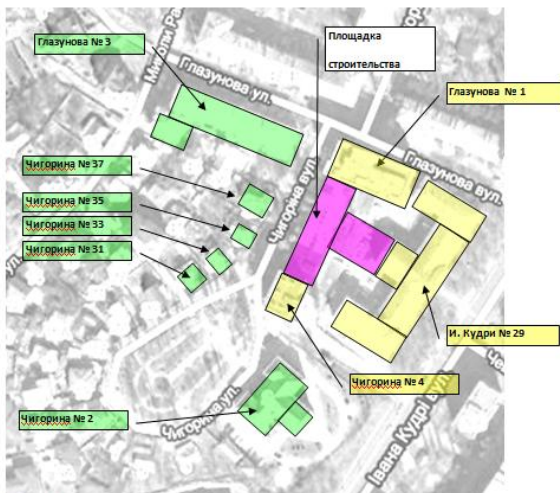 Глазунова № 3
Площадка
строительства
Глазунова ул.
Глазунова № 1
Чигорина № 37
Чигорина № 35
Чигорина № 33
Чигорина № 31
Чигорина вул.
Глазунова вул.
И. Кудри № 29
Чигорина № 4
Чигорина № 2
Чигорина вул.
Івана Кудрі вул.